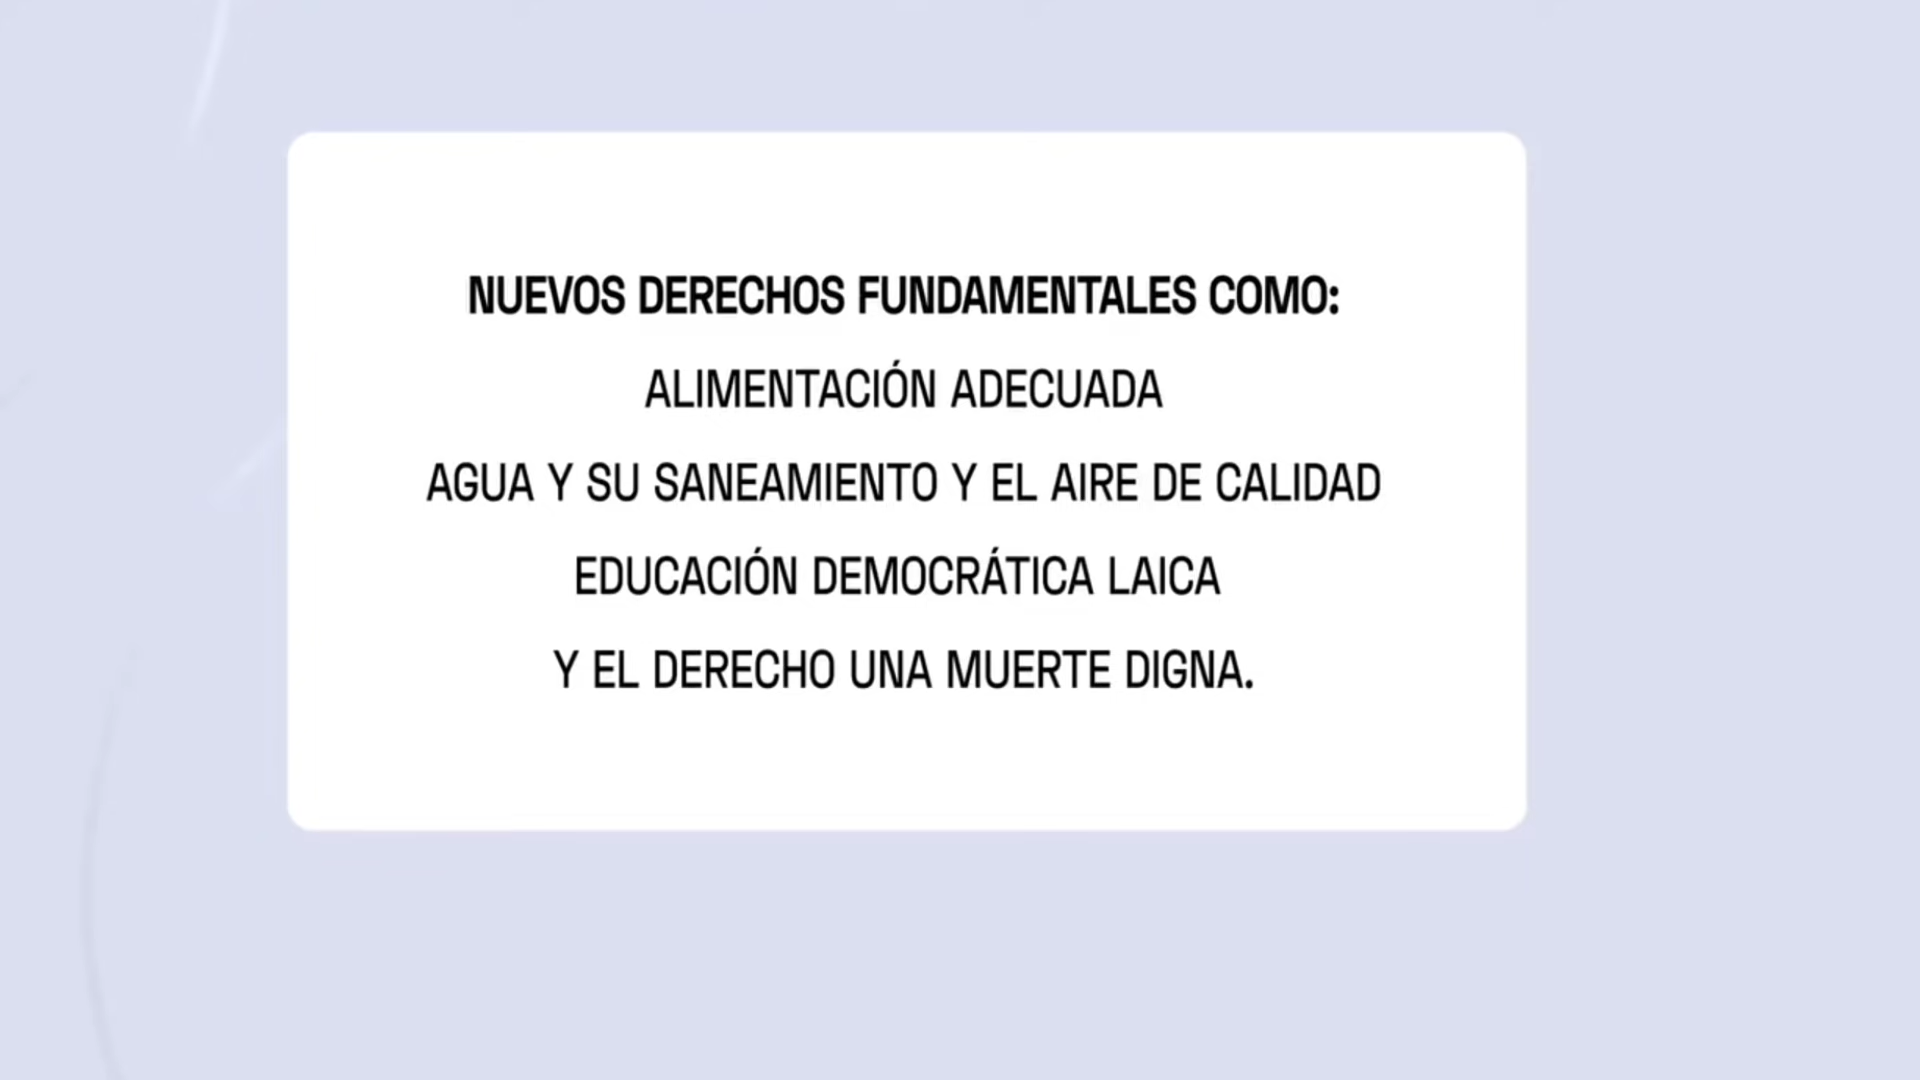 NUEVOS DERECHOS FUNDAMENTALES COMO:
ALIMENTACIÓN ADECUADA
AGUA Y SU SANEAMIENTO Y EL AIRE DE CALIDAD
EDUCACIÓN DEMOCRÁTICA LAICA
Y EL DERECHO UNA MUERTE DIGNA.